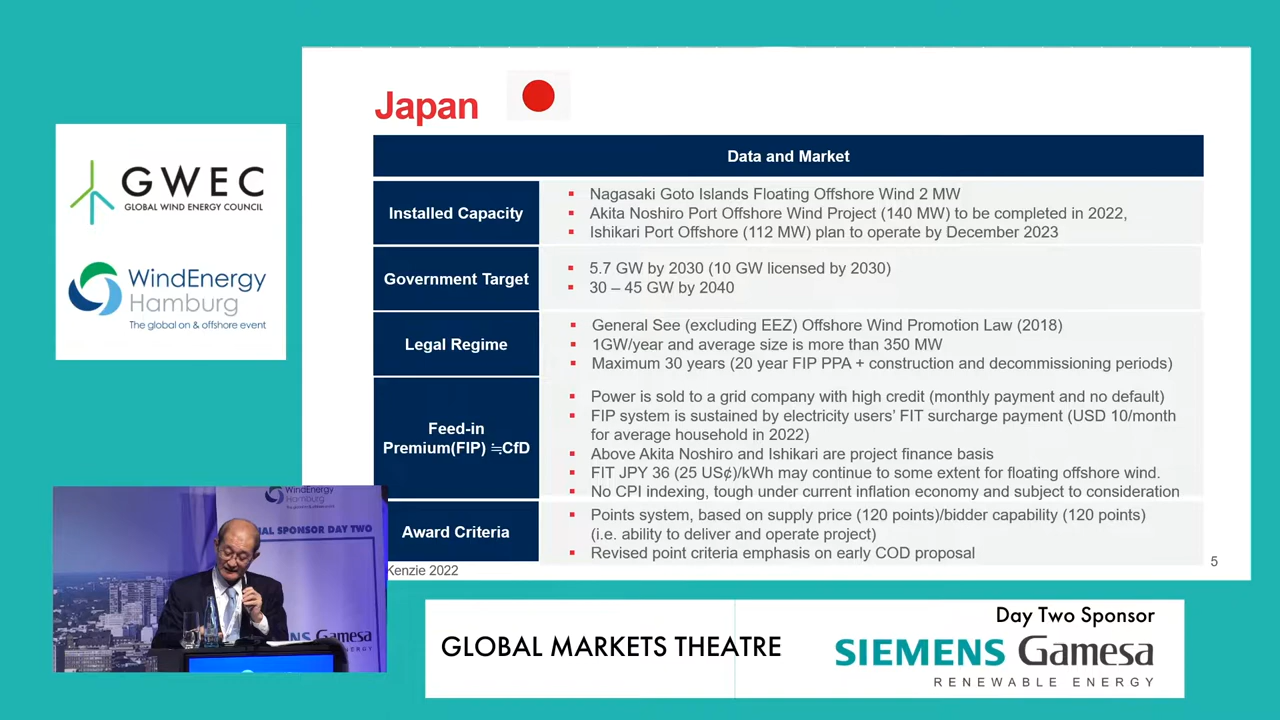 Japan
Data and Market
Installed Capacity
▪ Nagasaki Goto Islands Floating Offshore Wind 2 MW
▪ Akita Noshiro Port Offshore Wind Project (140 MW) to be completed in 2022,
▪ Ishikari Port Offshore (112 MW) plan to operate by December 2023
Government Target
▪ 5.7 GW by 2030 (10 GW licensed by 2030)
▪ 30 – 45 GW by 2040
Legal Regime
▪ General See (excluding EEZ) Offshore Wind Promotion Law (2018)
▪ 1GW/year and average size is more than 350 MW
▪ Maximum 30 years (20 year FIP PPA + construction and decommissioning periods)
Feed-in
Premium(FIP) ≒CfD
▪ Power is sold to a grid company with high credit (monthly payment and no default)
▪ FIP system is sustained by electricity users’ FIT surcharge payment (USD 10/month
for average household in 2022)
▪ Above Akita Noshiro and Ishikari are project finance basis
▪ FIT JPY 36 (25 US¢)/kWh may continue to some extent for floating offshore wind.
▪ No CPI indexing, tough under current inflation economy and subject to consideration
Award Criteria
▪ Points system, based on supply price (120 points)/bidder capability (120 points)
(i.e. ability to deliver and operate project)
▪ Revised point criteria emphasis on early COD proposal
Kenzie 2022
5
GWEC
GLOBAL WIND ENERGY COUNCIL
WindEnergy
Hamburg
The global on & offshore event
WindEnergy
Hamburg
SPONSOR DAY TWO
Gamesa
GLOBAL MARKETS THEATRE
Day Two Sponsor
SIEMENS Gamesa
RENEWABLE ENERGY